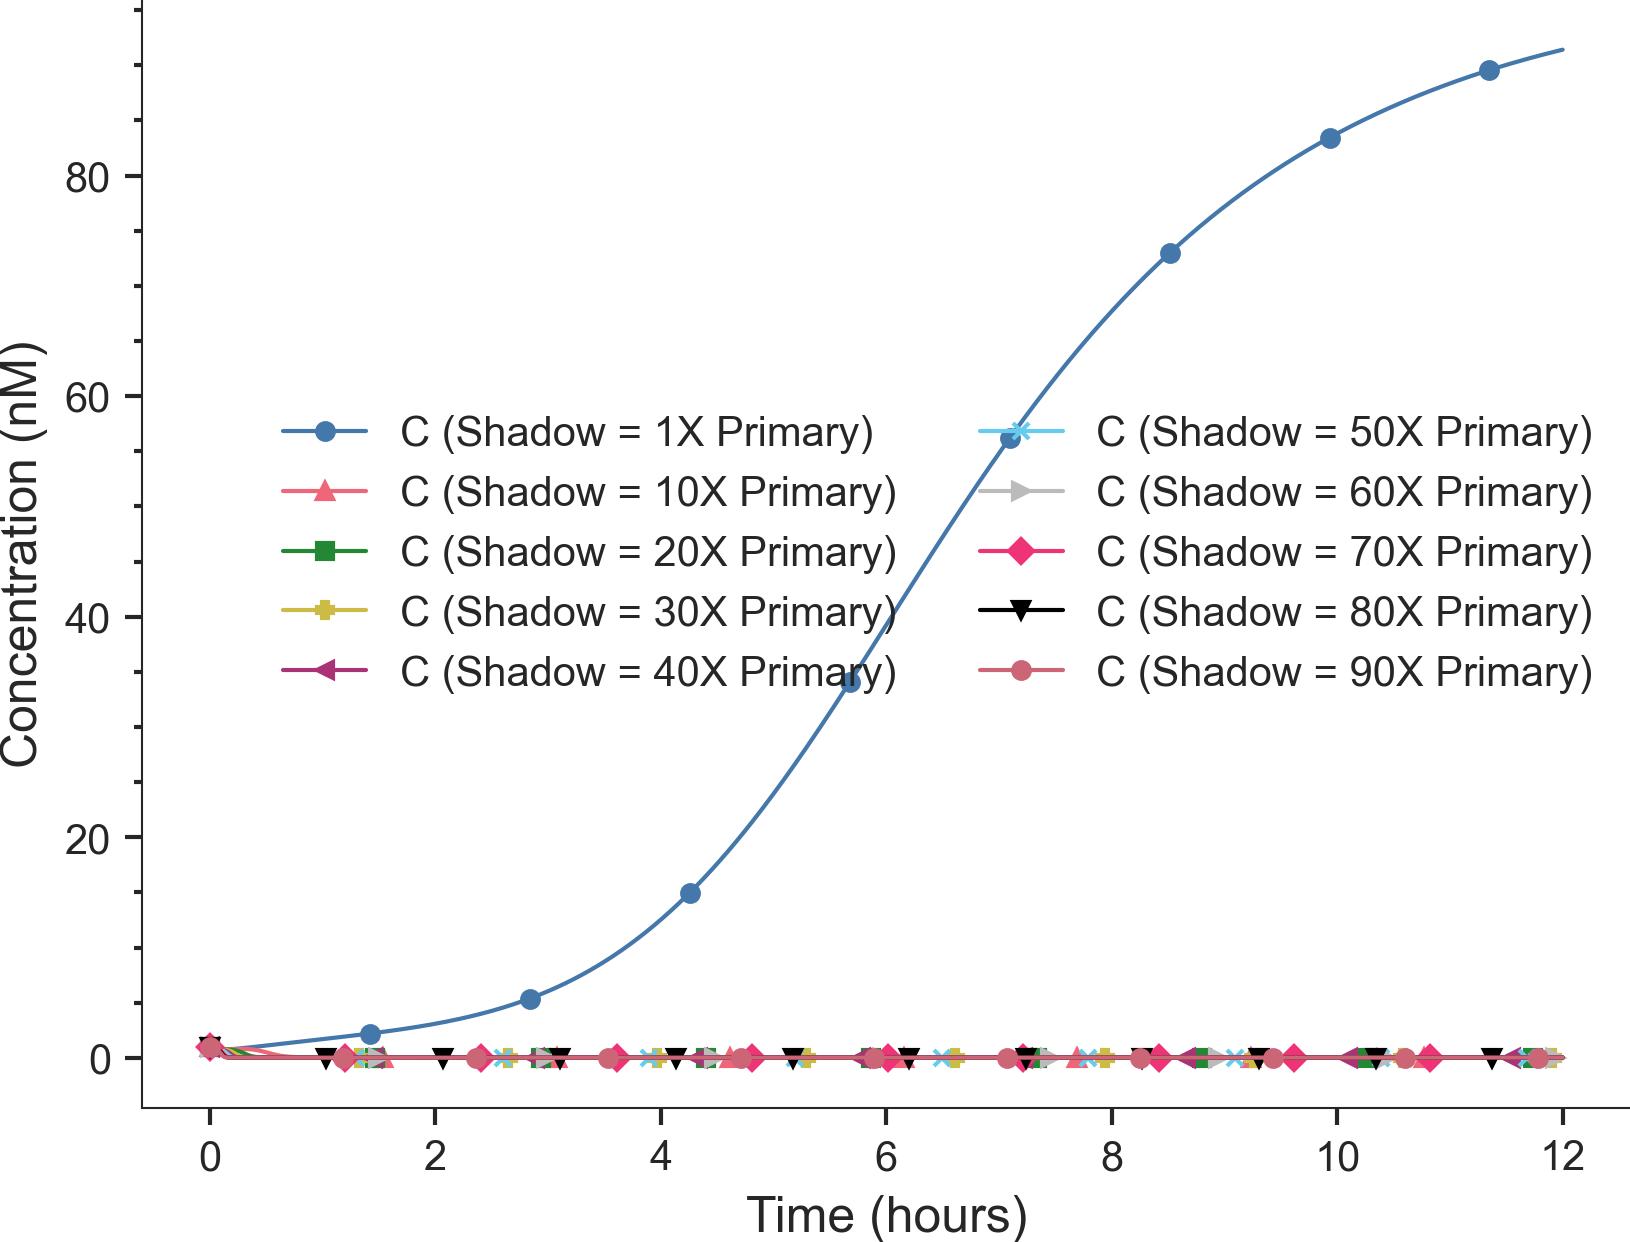 Concentration (nM)
80
60
40
20
0
C (Shadow = 1X Primary)
C (Shadow = 10X Primary)
C (Shadow = 20X Primary)
C (Shadow = 30X Primary)
C (Shadow = 40X Primary)
C (Shadow = 50X Primary)
C (Shadow = 60X Primary)
C (Shadow = 70X Primary)
C (Shadow = 80X Primary)
C (Shadow = 90X Primary)
0 2 4 6 8 10 12
Time (hours)